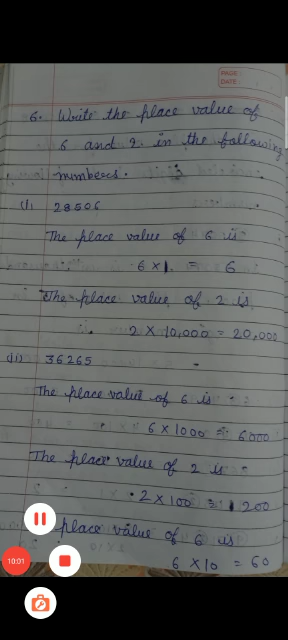 PAGE:
DATE:
6. Write the place value of
6 and 2 in the following
numbers.
(i) 28506
The place value of 6 is
6 × 1 = 6
The place value of 2 is
2 × 10,000 = 20,000
(ii) 36265
The place value of 6 is
6 × 1000 = 6000
The place value of 2 is
2 × 100 = 200
place value of 6 is
6 × 10 = 60
10:01